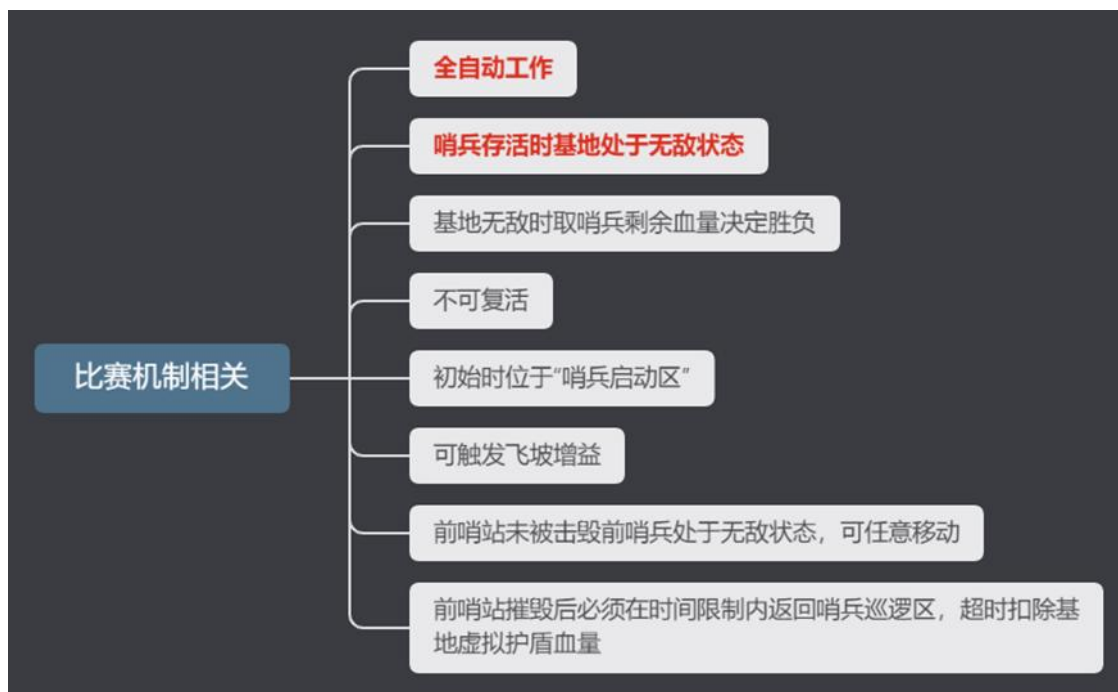 全自动工作
哨兵存活时基地处于无敌状态
基地无敌时取哨兵剩余血量决定胜负
不可复活
比赛机制相关
初始时位于“哨兵启动区”
可触发飞坡增益
前哨站未被击毁前哨兵处于无敌状态，可任意移动
前哨站摧毁后必须在时间限制内返回哨兵巡逻区，超时扣除基
地虚拟护盾血量